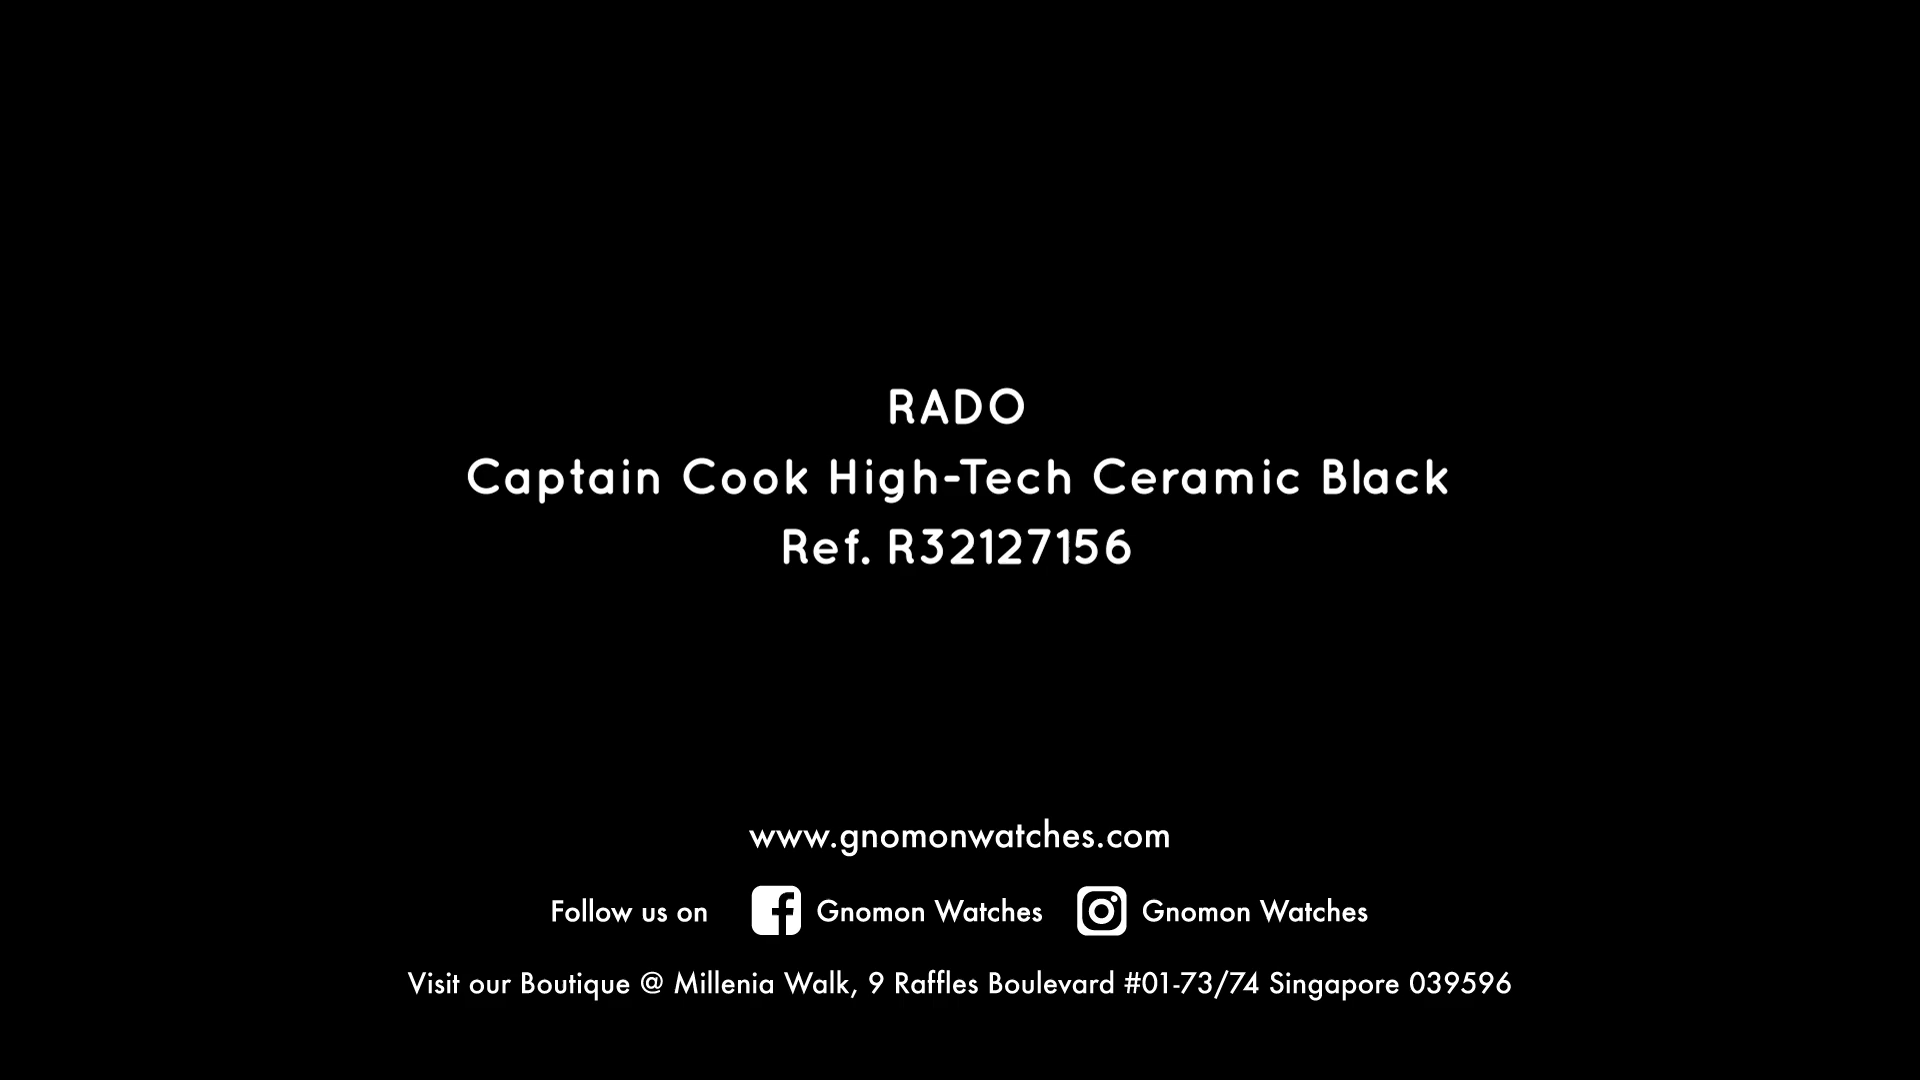 RADO
Captain Cook High-Tech Ceramic Black
Ref. R32127156
www.gnomonwatches.com
Follow us on Gnomon Watches Gnomon Watches
Visit our Boutique @ Millenia Walk, 9 Raffles Boulevard #01-73/74 Singapore 039596